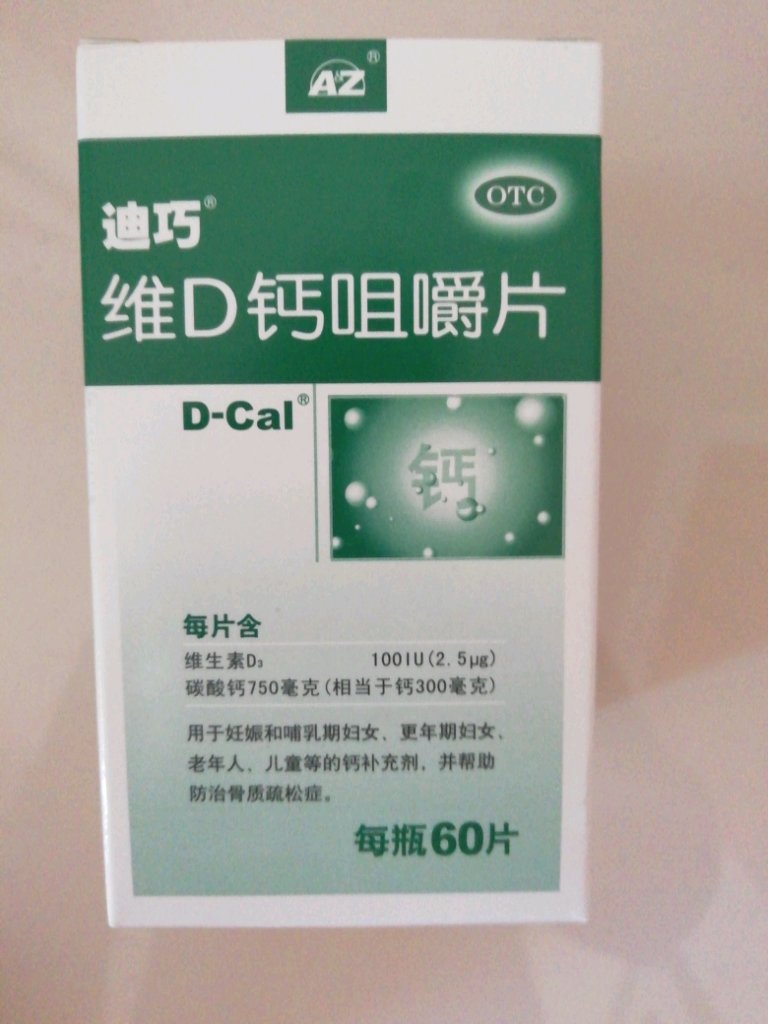 A&Z®
OTC
迪巧®
维D钙咀嚼片
D-Cal®
钙
每片含
维生素D₃ 100IU(2.5μg)
碳酸钙750毫克(相当于钙300毫克)
用于妊娠和哺乳期妇女、更年期妇女、
老年人、儿童等的钙补充剂，并帮助
防治骨质疏松症。
每瓶60片